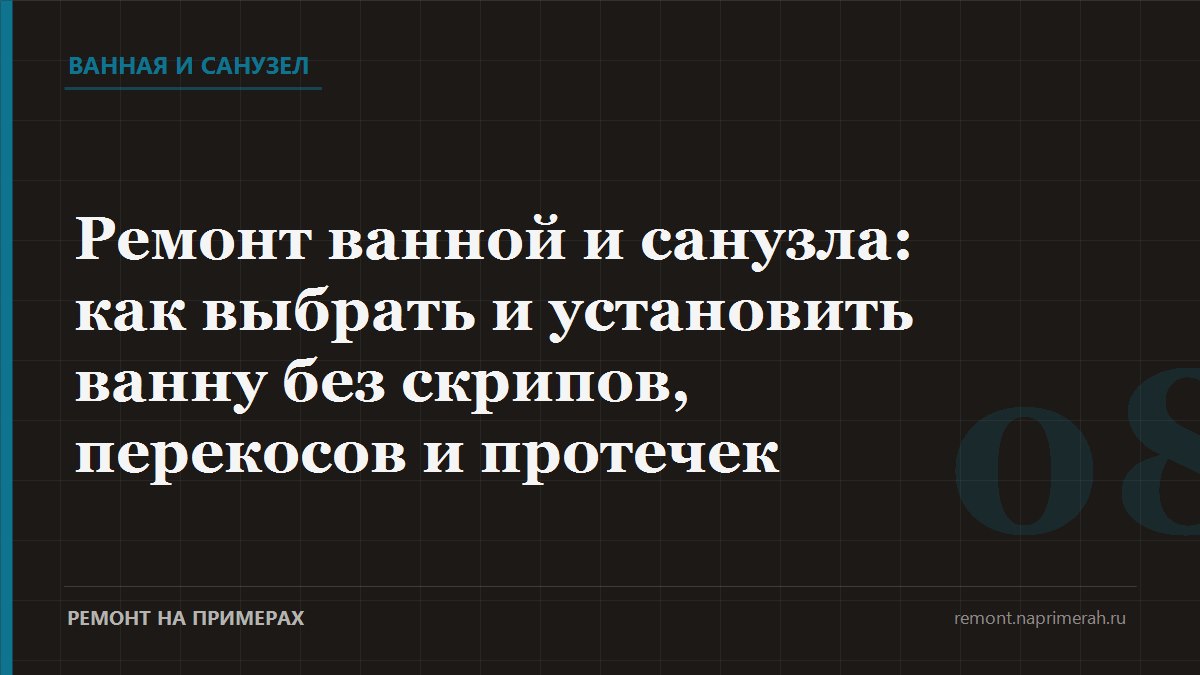 ВАННАЯ И САНУЗЕЛ
Ремонт ванной и санузла:
как выбрать и установить
ванну без скрипов,
перекосов и протечек
08
РЕМОНТ НА ПРИМЕРАХ
remont.naprimerah.ru